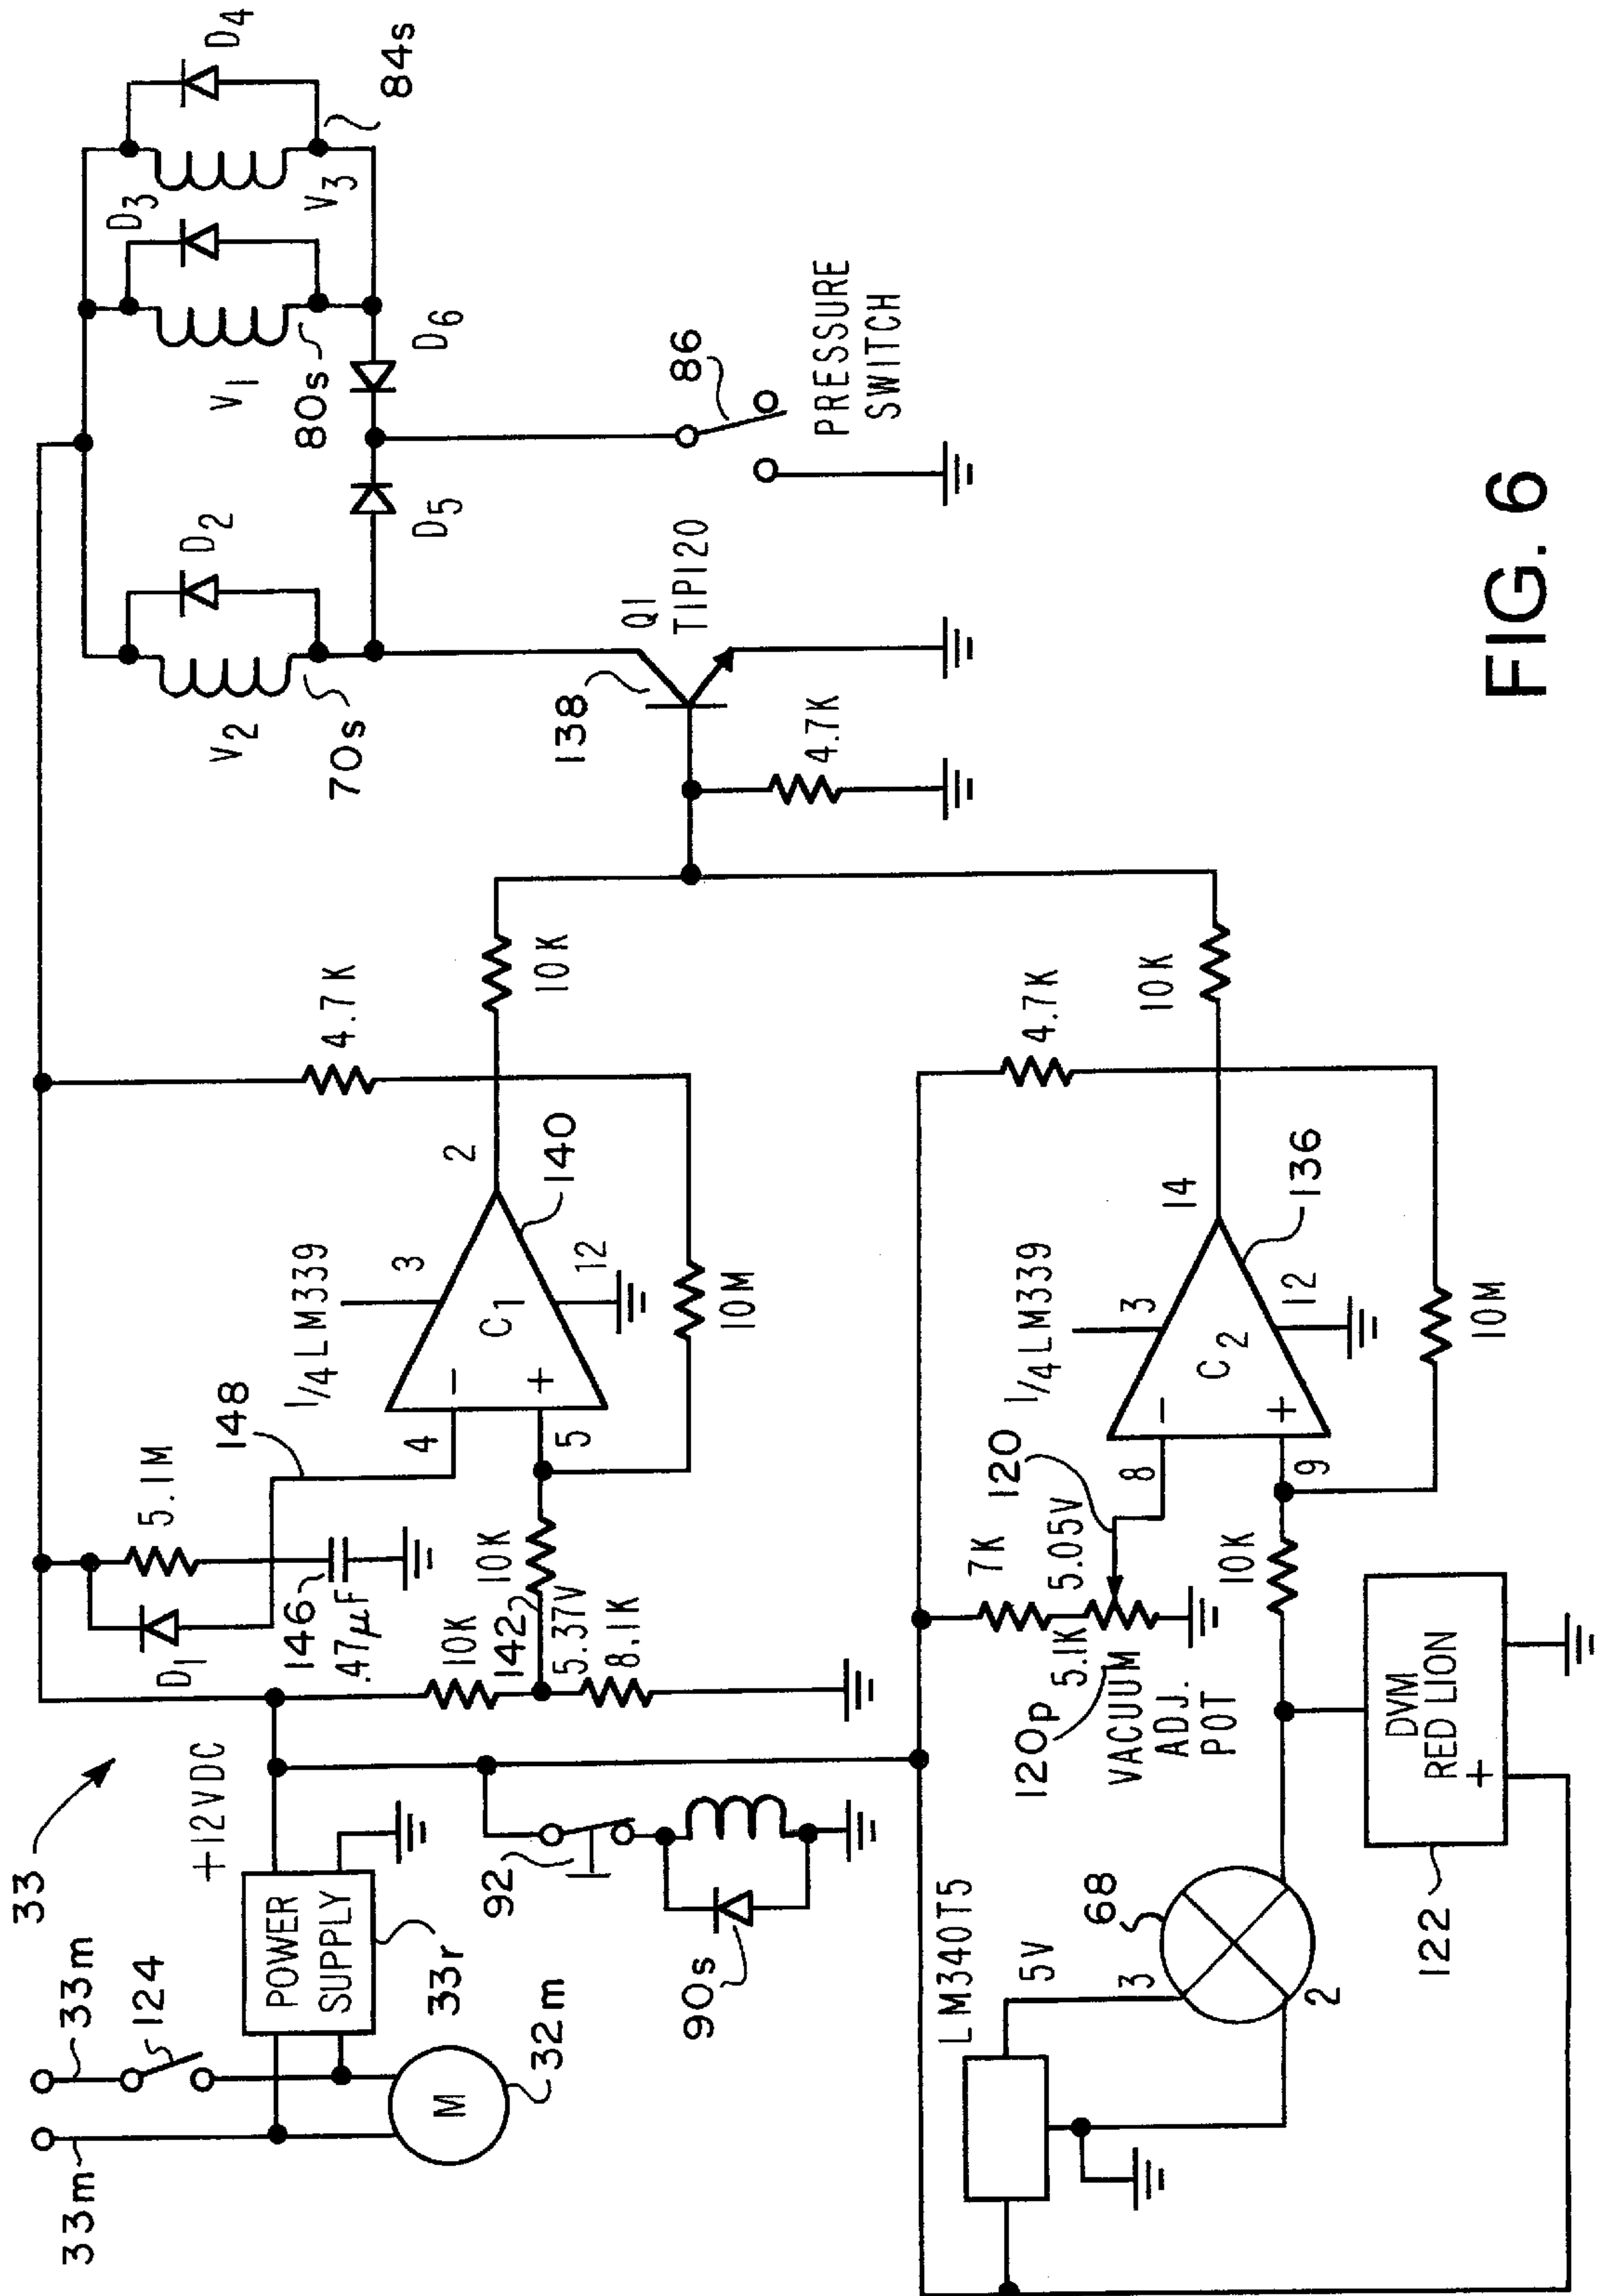 33
33m
33m
124
POWER
SUPPLY
+12VDC
33r
M
32m
92
90s
D1
5.1M
148
146
.47µF
10K
142
5.37V
8.1K
10K
1/4 LM339
4
5
3
C1
-
+
12
2
140
10M
4.7K
10K
V2
70s
D2
V1
80s
D3
V3
84s
D4
D5
D6
86
PRESSURE
SWITCH
138
Q1
TIP120
4.7K
LM340T5
5V
3
68
2
122
DVM
RED LION
+
7K
5.05V
120
5.1K
120p
VACUUM
ADJ.
POT
10K
1/4 LM339
8
9
3
C2
-
+
12
14
136
10M
4.7K
10K
FIG. 6